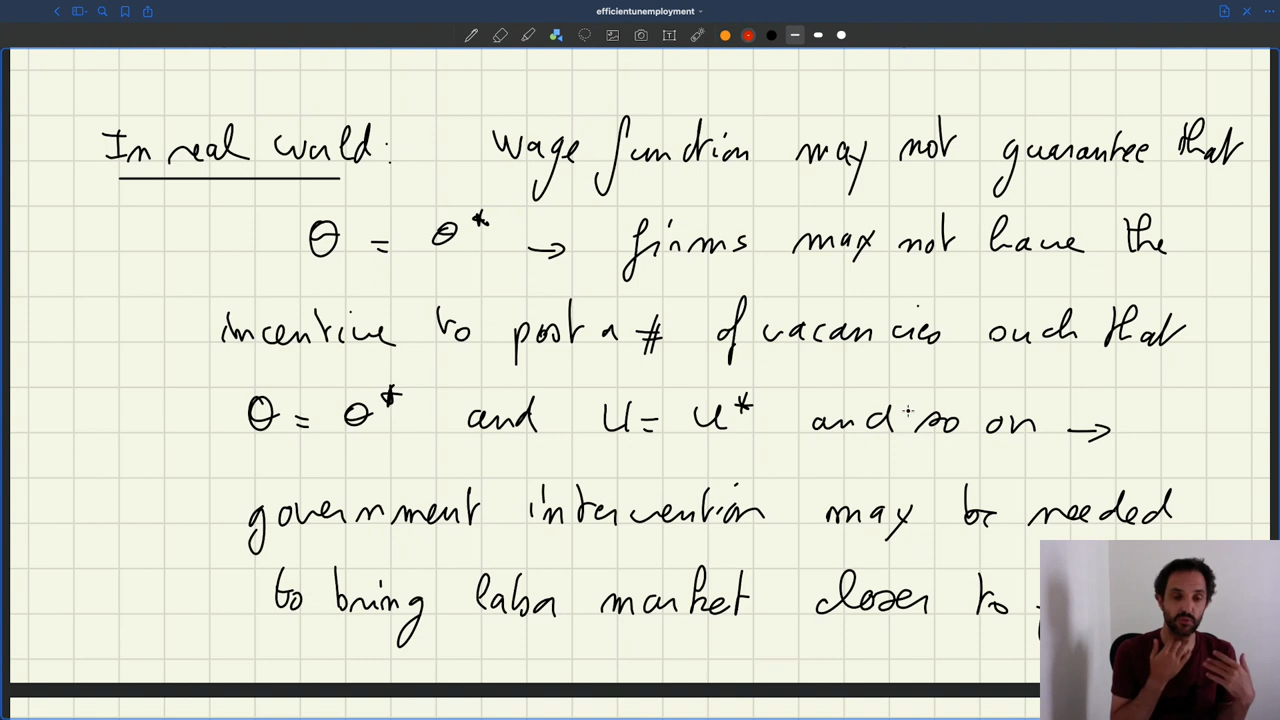 efficientunemployment
In real world: wage function may not guarantee that
θ = θ* → firms max not have the
incentive to post a # of vacancies such that
θ = θ* and u = u* and so on →
government intervention may be needed
to bring labor market closer to